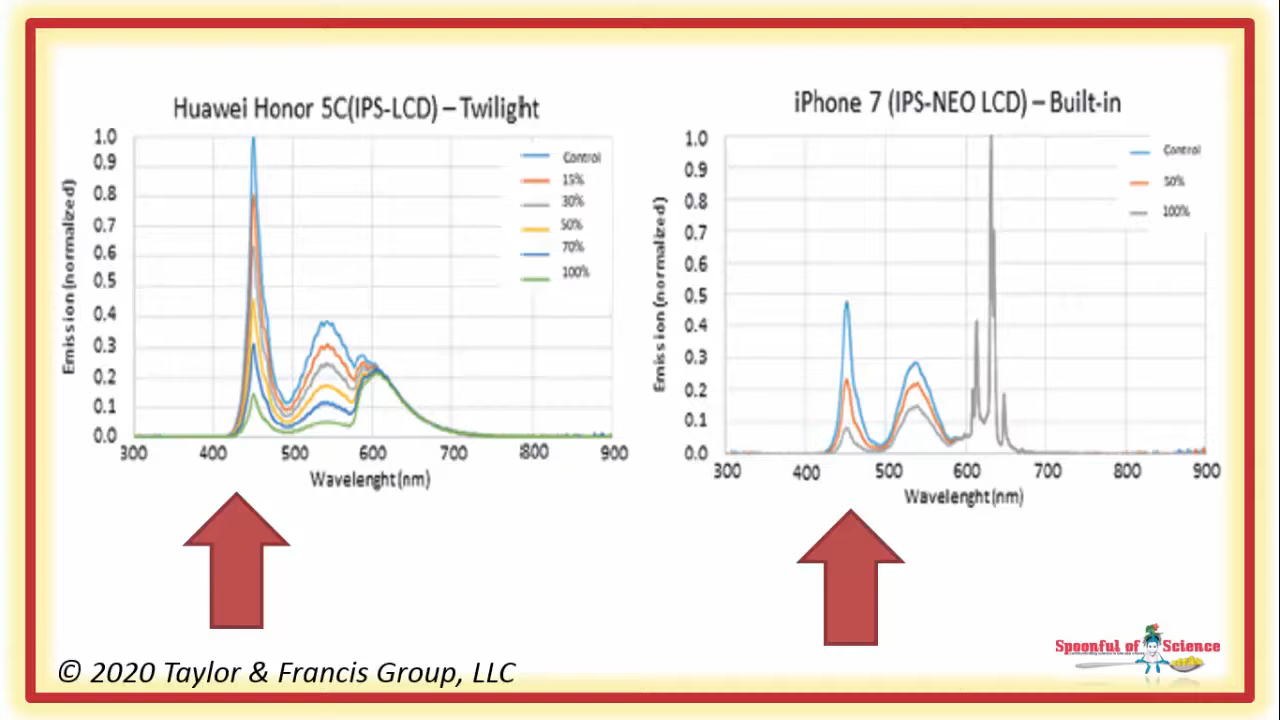 Huawei Honor 5C(IPS-LCD) – Twilight
1.0
0.9
0.8
0.7
0.6
0.5
0.4
0.3
0.2
0.1
0.0
Emission (normalized)
Control
15%
30%
50%
70%
100%
300 400 500 600 700 800 900
Wavelenght (nm)
iPhone 7 (IPS-NEO LCD) – Built-in
1.0
0.9
0.8
0.7
0.6
0.5
0.4
0.3
0.2
0.1
0.0
Emission (normalized)
Control
50%
100%
300 400 500 600 700 800 900
Wavelenght (nm)
© 2020 Taylor & Francis Group, LLC
Spoonful of Science